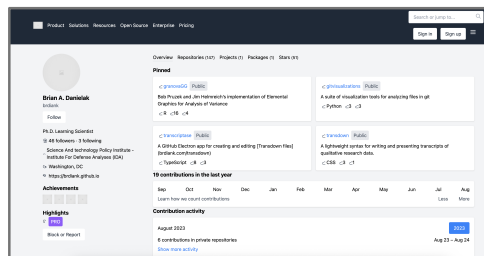 Search or jump to...
Product Solutions Resources Open Source Enterprise Pricing
Sign in Sign up
Overview Repositories (147) Projects (1) Packages (1) Stars (51)
Pinned
granovaGG Public
Bob Pruzek and Jim Helmreich's implementation of Elemental
Graphics for Analysis of Variance
R 16 4
gitvisualizations Public
A suite of visualization tools for analyzing files in git
Python 3 3
transcriptase Public
A GitHub Electron app for creating and editing [Transdown files]
(briandk.com/transdown)
TypeScript 8 3
transdown Public
A lightweight syntax for writing and presenting transcripts of
qualitative research data.
CSS 3 1
Brian A. Danielak
briandk
Follow
Ph.D. Learning Scientist
46 followers · 3 following
Science And technology Policy Institute -
Institute For Defense Analyses (IDA)
Washington, DC
https://briandk.github.io
Achievements
Highlights
PRO
Block or Report
19 contributions in the last year
Sep Oct Nov Dec Jan Feb Mar Apr May Jun Jul Aug
Learn how we count contributions
Less More
Contribution activity
August 2023
2023
6 contributions in private repositories
Aug 23 – Aug 24
Show more activity